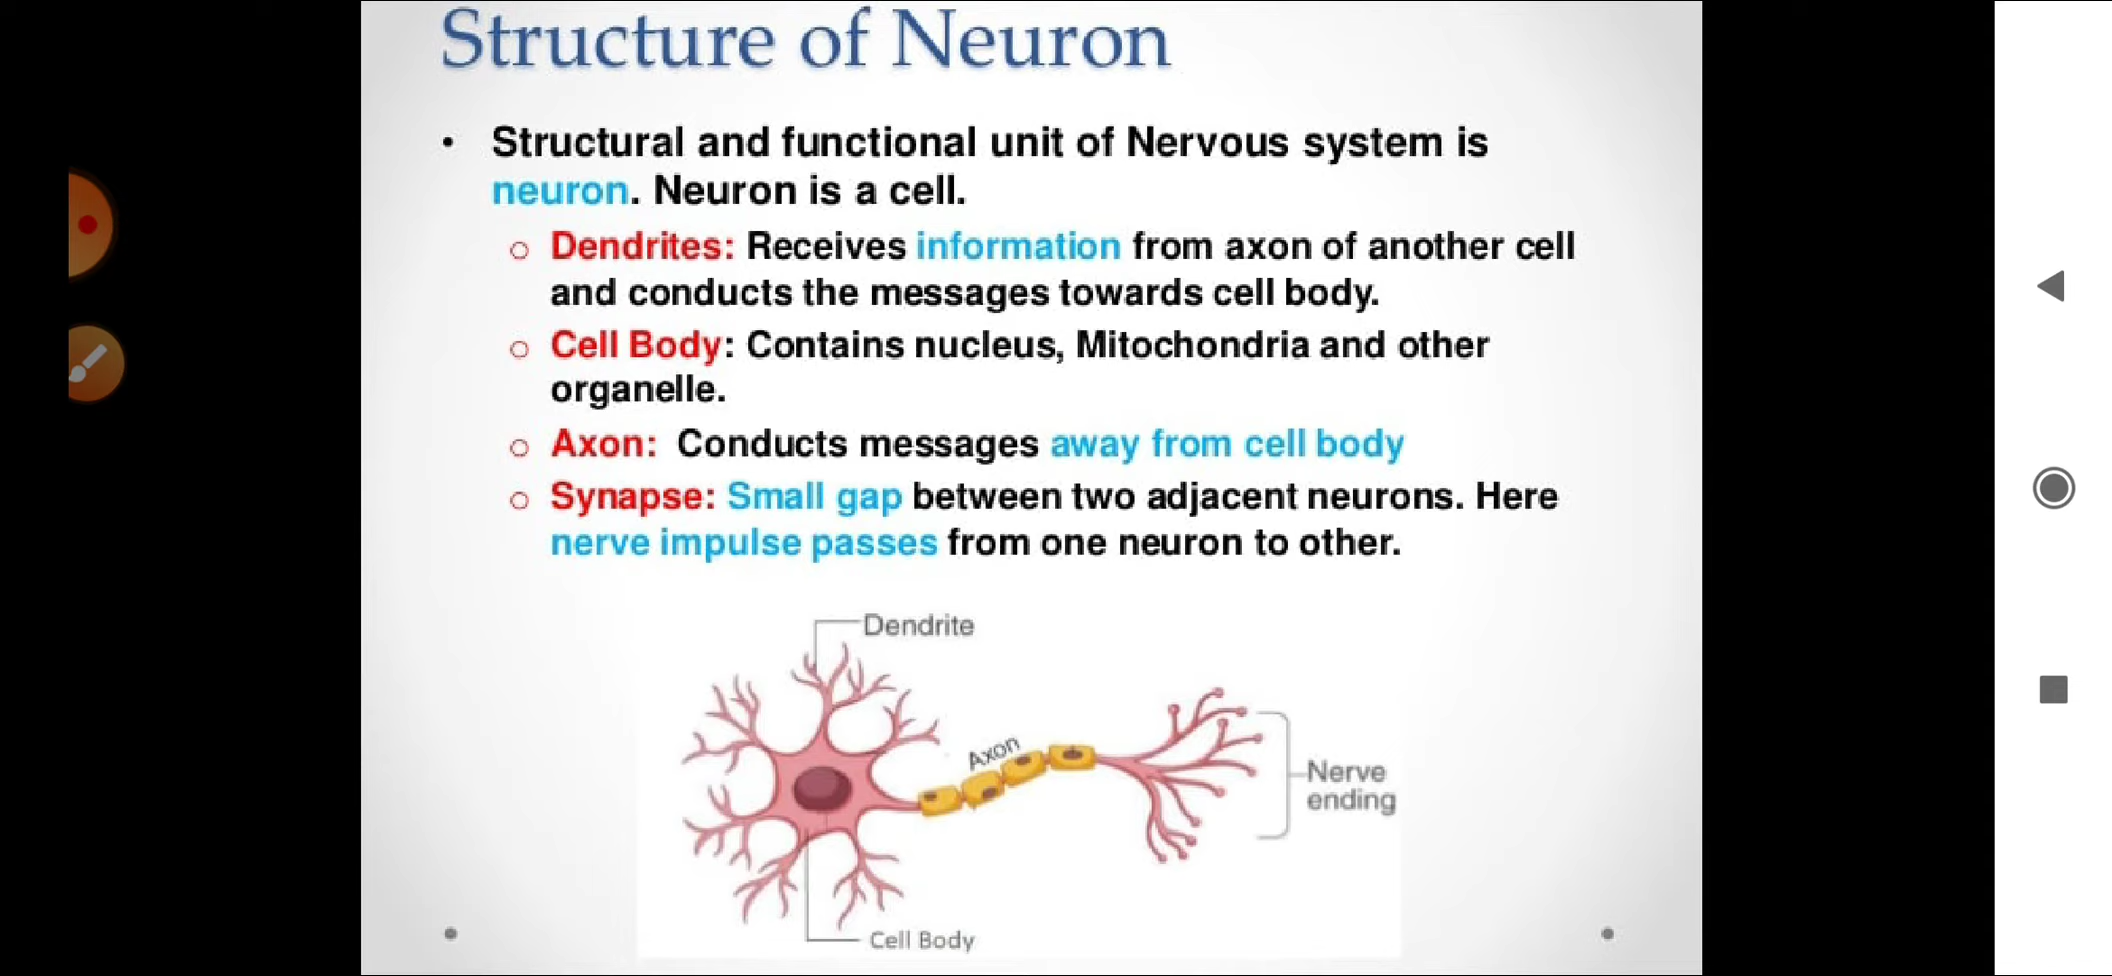 Structure of Neuron
• Structural and functional unit of Nervous system is
neuron. Neuron is a cell.
o Dendrites: Receives information from axon of another cell
and conducts the messages towards cell body.
o Cell Body: Contains nucleus, Mitochondria and other
organelle.
o Axon: Conducts messages away from cell body
o Synapse: Small gap between two adjacent neurons. Here
nerve impulse passes from one neuron to other.
Dendrite
Axon
Nerve
ending
Cell Body